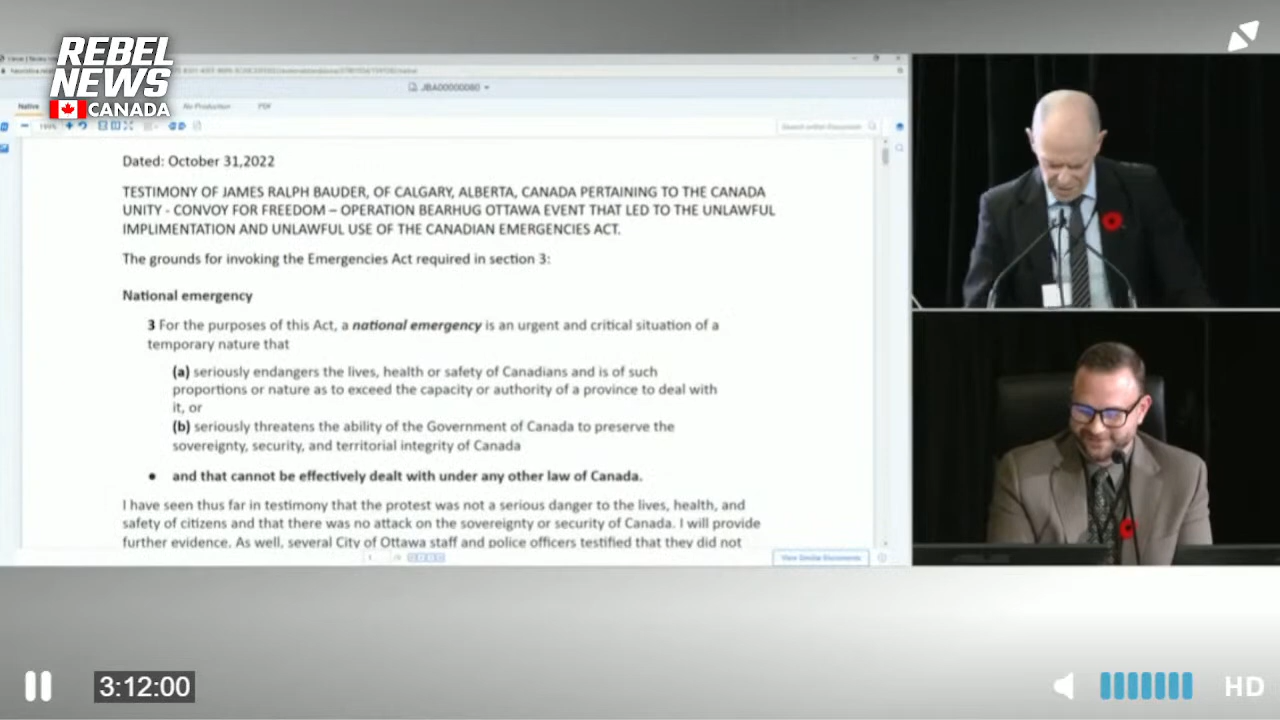 REBEL
NEWS
CANADA
JBA00000080
Native
No Production
PDF
Dated: October 31,2022
TESTIMONY OF JAMES RALPH BAUDER, OF CALGARY, ALBERTA, CANADA PERTAINING TO THE CANADA
UNITY - CONVOY FOR FREEDOM – OPERATION BEARHUG OTTAWA EVENT THAT LED TO THE UNLAWFUL
IMPLIMENTATION AND UNLAWFUL USE OF THE CANADIAN EMERGENCIES ACT.
The grounds for invoking the Emergencies Act required in section 3:
National emergency
3 For the purposes of this Act, a national emergency is an urgent and critical situation of a
temporary nature that
(a) seriously endangers the lives, health or safety of Canadians and is of such
proportions or nature as to exceed the capacity or authority of a province to deal with
it, or
(b) seriously threatens the ability of the Government of Canada to preserve the
sovereignty, security, and territorial integrity of Canada
• and that cannot be effectively dealt with under any other law of Canada.
I have seen thus far in testimony that the protest was not a serious danger to the lives, health, and
safety of citizens and that there was no attack on the sovereignty or security of Canada. I will provide
further evidence. As well, several City of Ottawa staff and police officers testified that they did not
View Similar Documents
3:12:00
HD